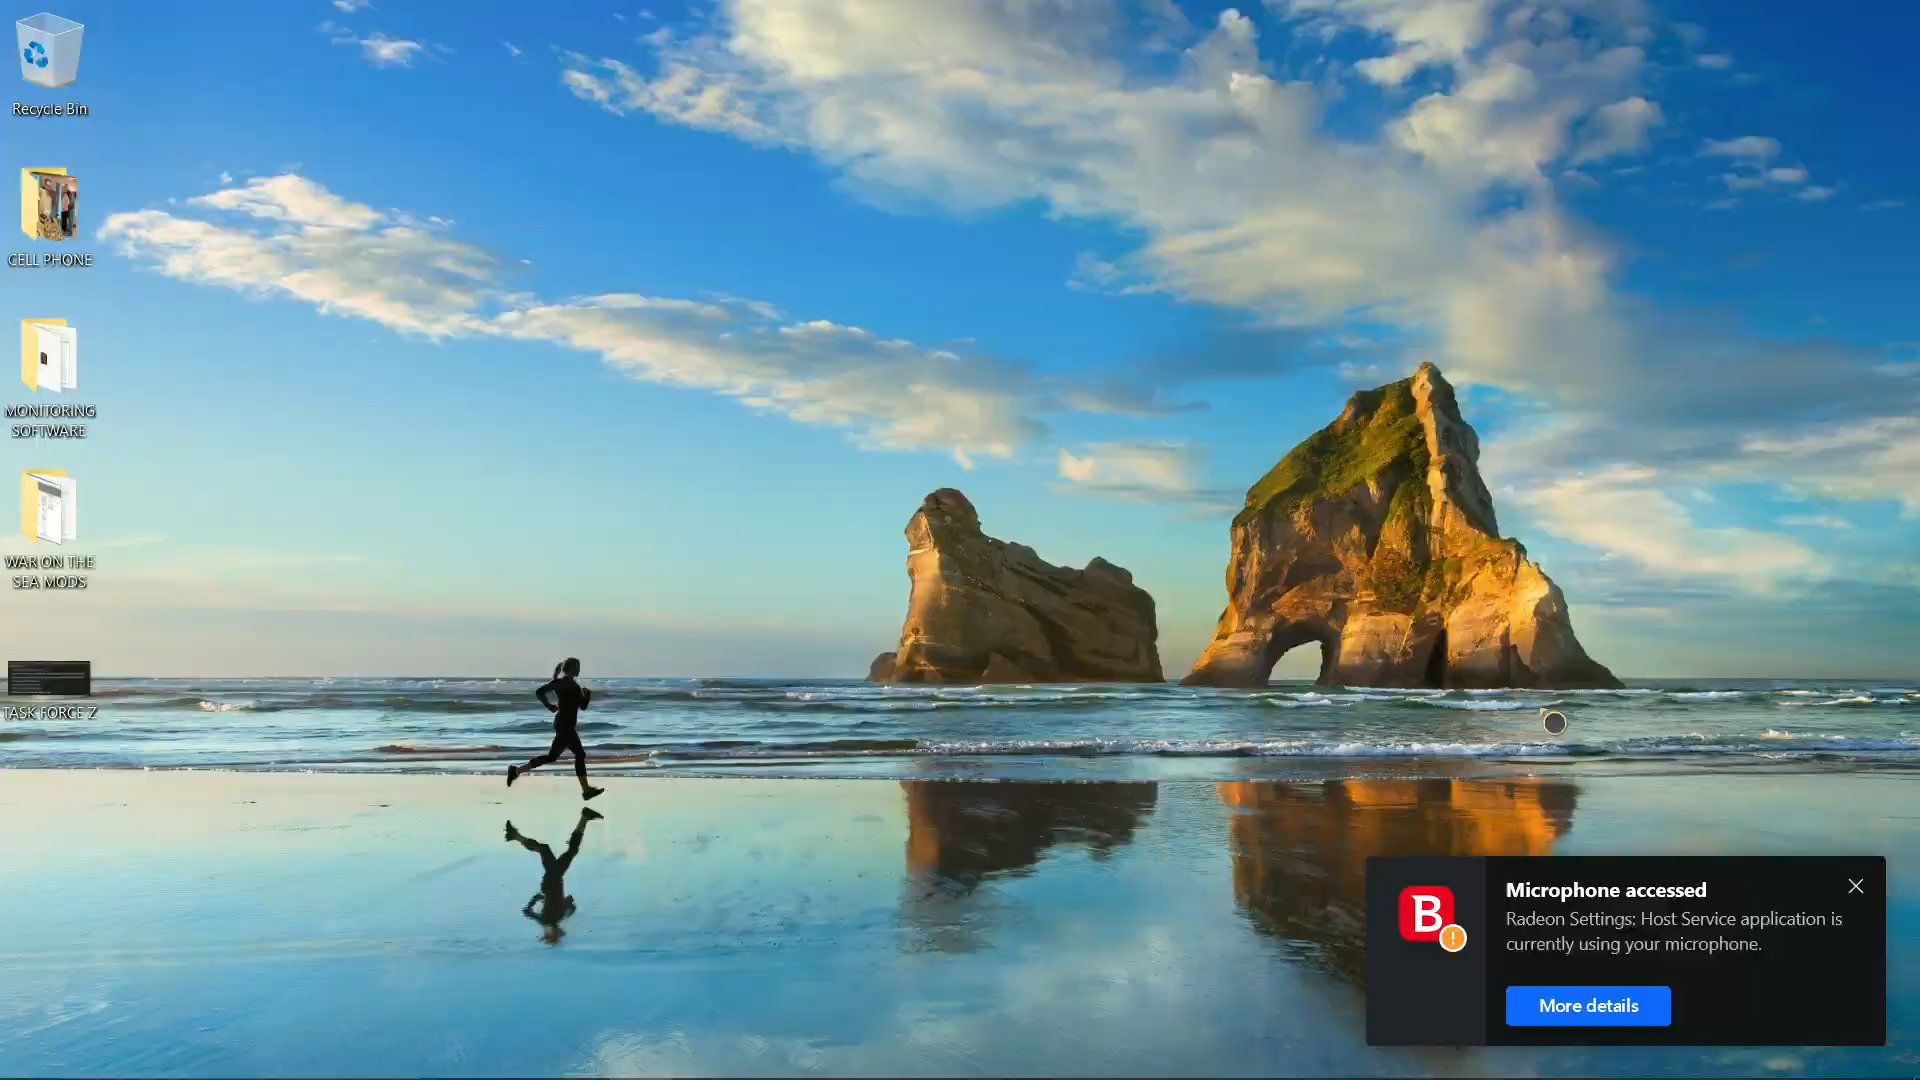 Recycle Bin
CELL PHONE
MONITORING
SOFTWARE
WAR ON THE
SEA MODS
TASK FORCE Z
B
!
Microphone accessed
Radeon Settings: Host Service application is
currently using your microphone.
More details